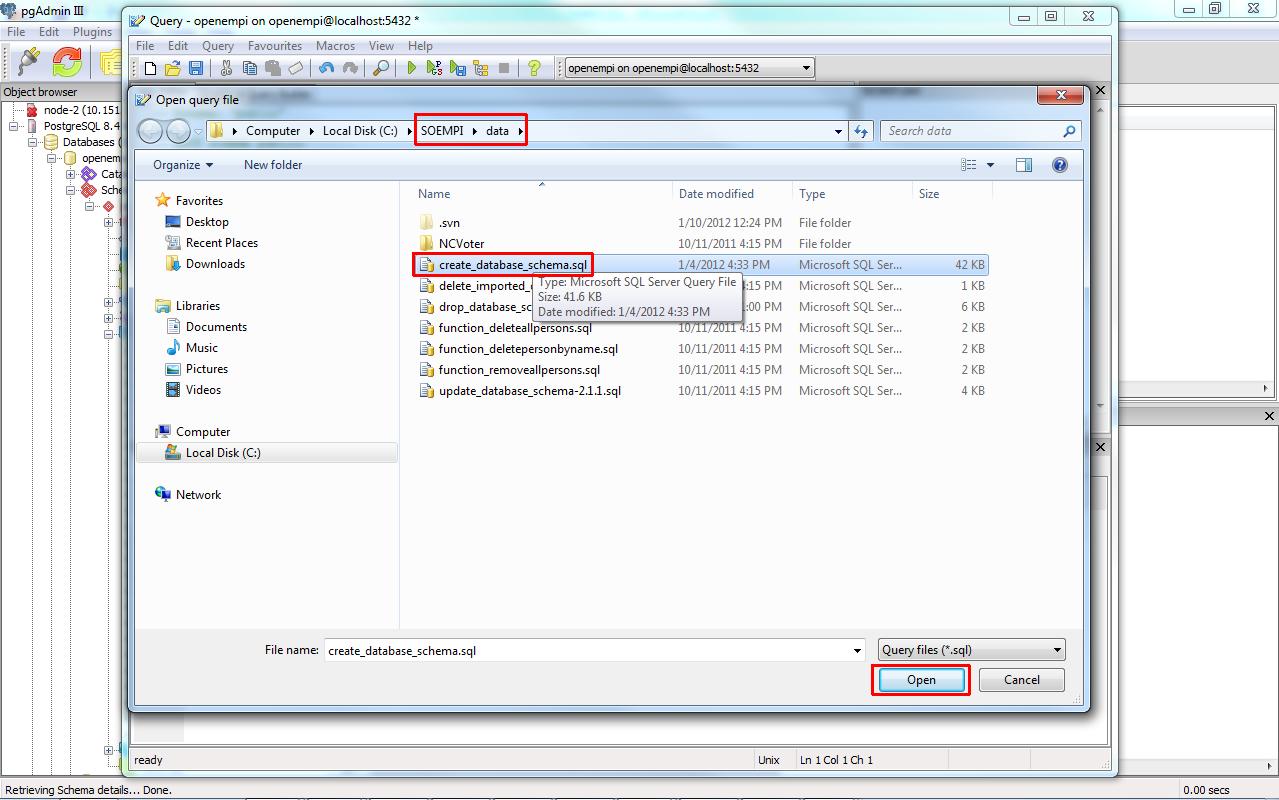 pgAdmin III
File Edit Plugins
Object browser
node-2 (10.151
PostgreSQL 8.4
Databases (
openem
Cata
Sche
Query - openempi on openempi@localhost:5432 *
File Edit Query Favourites Macros View Help
openempi on openempi@localhost:5432
Open query file
Computer Local Disk (C:) SOEMPI data
Search data
Organize New folder
Favorites
Desktop
Recent Places
Downloads
Libraries
Documents
Music
Pictures
Videos
Computer
Local Disk (C:)
Network
Name Date modified Type Size
.svn 1/10/2012 12:24 PM File folder
NCVoter 10/11/2011 4:15 PM File folder
create_database_schema.sql 1/4/2012 4:33 PM Microsoft SQL Ser... 42 KB
delete_imported_ :15 PM Microsoft SQL Ser... 1 KB
drop_database_sc :00 PM Microsoft SQL Ser... 6 KB
Type: Microsoft SQL Server Query File
Size: 41.6 KB
Date modified: 1/4/2012 4:33 PM
function_deleteallpersons.sql 10/11/2011 4:15 PM Microsoft SQL Ser... 2 KB
function_deletepersonbyname.sql 10/11/2011 4:15 PM Microsoft SQL Ser... 2 KB
function_removeallpersons.sql 10/11/2011 4:15 PM Microsoft SQL Ser... 2 KB
update_database_schema-2.1.1.sql 10/11/2011 4:15 PM Microsoft SQL Ser... 4 KB
File name: create_database_schema.sql Query files (*.sql)
Open Cancel
ready Unix Ln 1 Col 1 Ch 1
Retrieving Schema details... Done. 0.00 secs